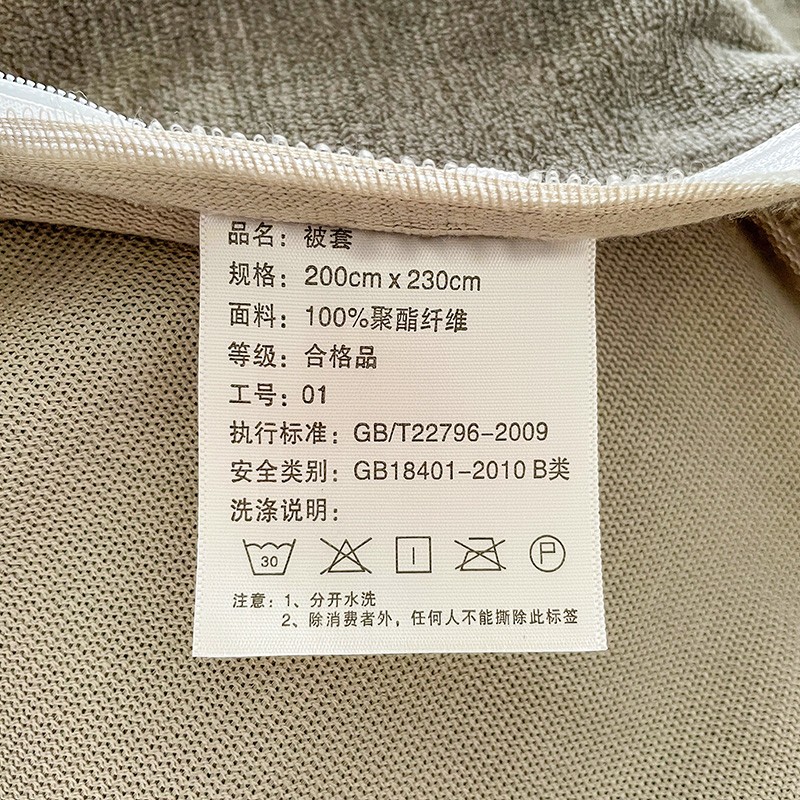 品名：被套
规格：200cm x 230cm
面料：100%聚酯纤维
等级：合格品
工号：01
执行标准：GB/T22796-2009
安全类别：GB18401-2010 B类
洗涤说明：
30 P
注意：1、分开水洗
2、除消费者外，任何人不能撕除此标签